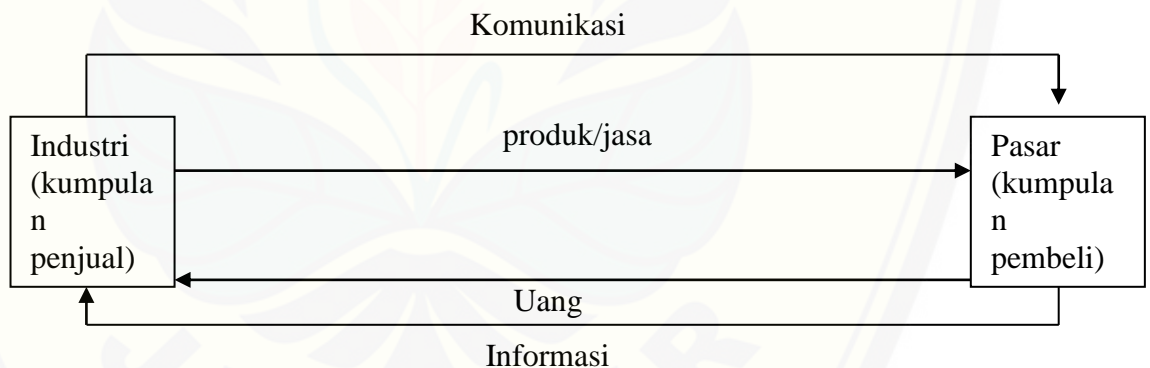 Komunikasi
produk/jasa
Industri
(kumpula
n
penjual)
Pasar
(kumpula
n
pembeli)
Uang
Informasi